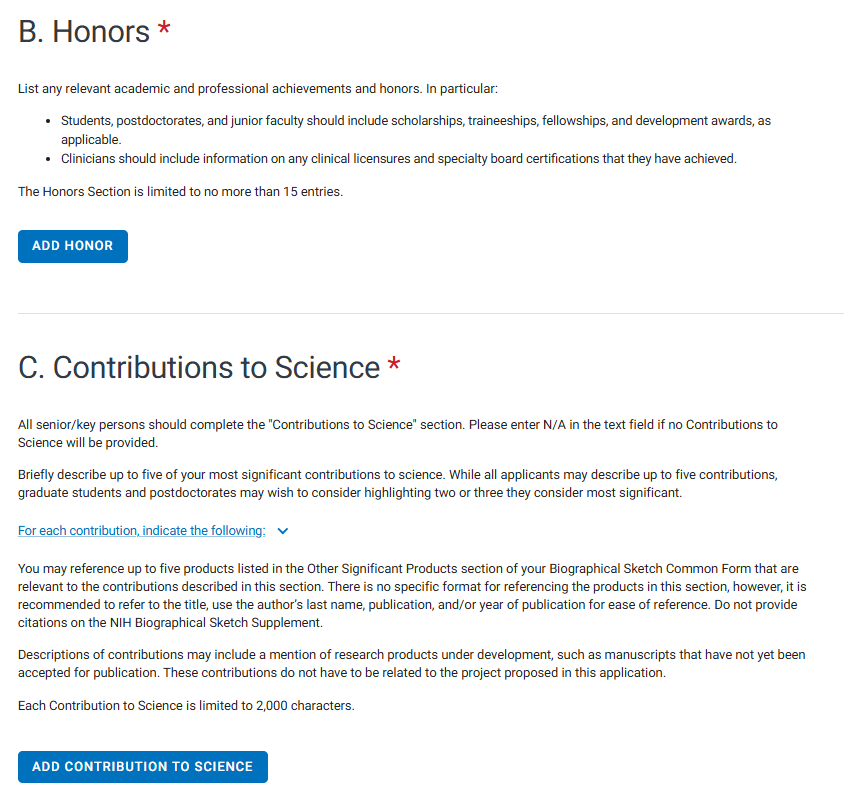 B. Honors *
List any relevant academic and professional achievements and honors. In particular:
• Students, postdoctorates, and junior faculty should include scholarships, traineeships, fellowships, and development awards, as
applicable.
• Clinicians should include information on any clinical licensures and specialty board certifications that they have achieved.
The Honors Section is limited to no more than 15 entries.
ADD HONOR
C. Contributions to Science *
All senior/key persons should complete the "Contributions to Science" section. Please enter N/A in the text field if no Contributions to
Science will be provided.
Briefly describe up to five of your most significant contributions to science. While all applicants may describe up to five contributions,
graduate students and postdoctorates may wish to consider highlighting two or three they consider most significant.
For each contribution, indicate the following:
You may reference up to five products listed in the Other Significant Products section of your Biographical Sketch Common Form that are
relevant to the contributions described in this section. There is no specific format for referencing the products in this section, however, it is
recommended to refer to the title, use the author's last name, publication, and/or year of publication for ease of reference. Do not provide
citations on the NIH Biographical Sketch Supplement.
Descriptions of contributions may include a mention of research products under development, such as manuscripts that have not yet been
accepted for publication. These contributions do not have to be related to the project proposed in this application.
Each Contribution to Science is limited to 2,000 characters.
ADD CONTRIBUTION TO SCIENCE